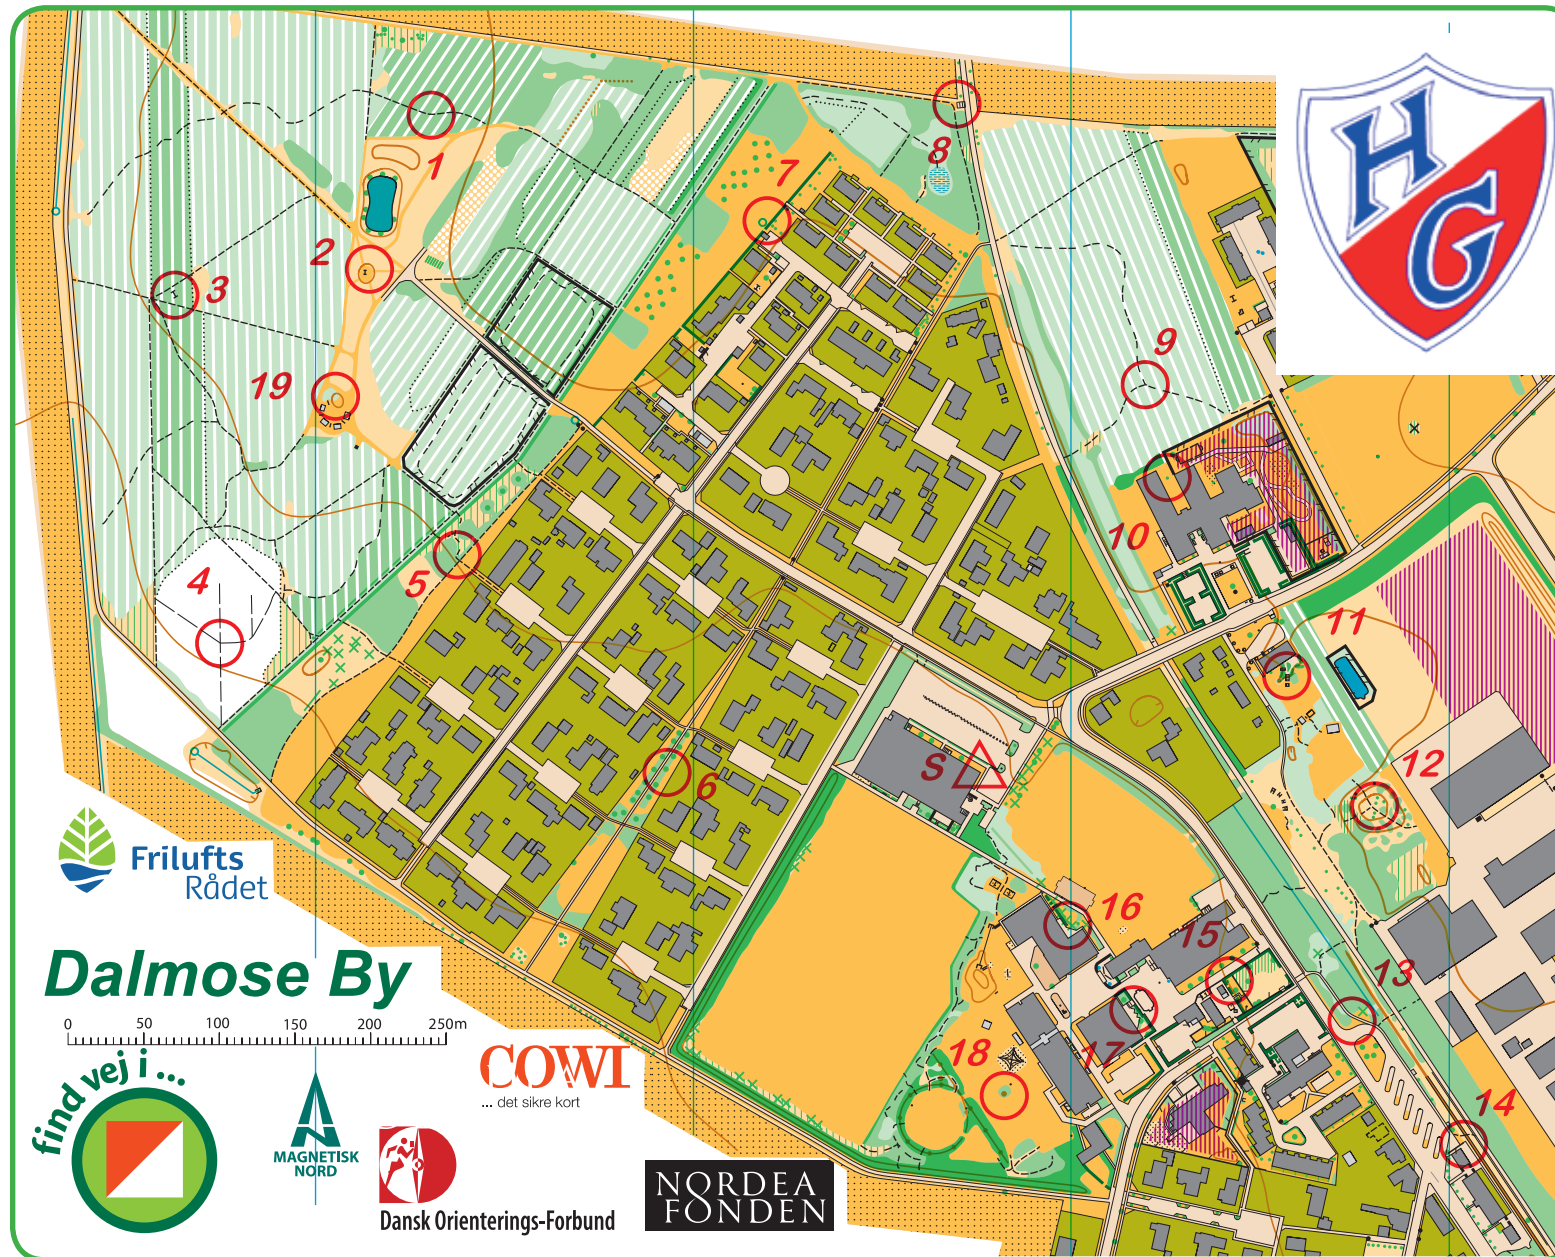 HG
1
2
3
4
5
6
7
8
9
10
11
12
13
14
15
16
17
18
19
S
Frilufts
Rådet
Dalmose By
0 50 100 150 200 250m
find vej i ...
MAGNETISK
NORD
COWI
... det sikre kort
Dansk Orienterings-Forbund
NORDEA
FONDEN